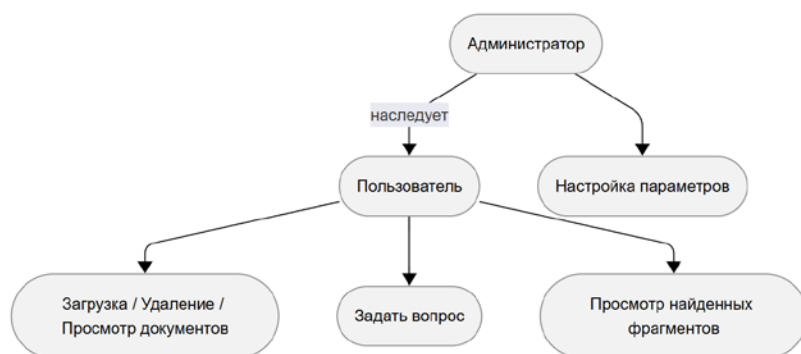 Администратор
наследует
Пользователь
Настройка параметров
Загрузка / Удаление /
Просмотр документов
Задать вопрос
Просмотр найденных
фрагментов